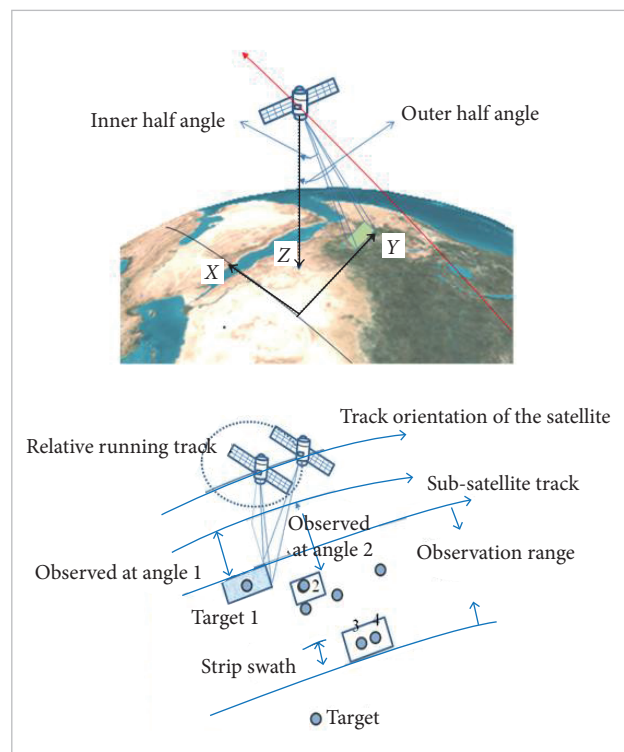 Inner half angle
Outer half angle
Z
Y
X
Track orientation of the satellite
Relative running track
Sub-satellite track
Observed
at angle 2
Observation range
Observed at angle 1
2
Target 1
3 4
Strip swath
Target